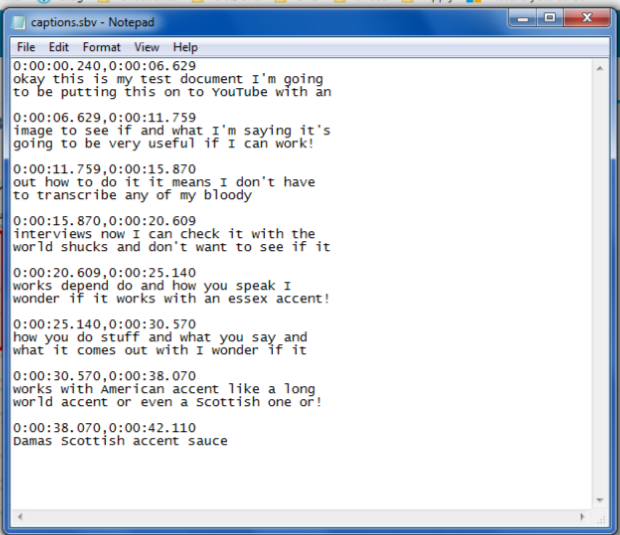 captions.sbv - Notepad
File Edit Format View Help
0:00:00.240,0:00:06.629
okay this is my test document I'm going
to be putting this on to YouTube with an
0:00:06.629,0:00:11.759
image to see if and what I'm saying it's
going to be very useful if I can work!
0:00:11.759,0:00:15.870
out how to do it it means I don't have
to transcribe any of my bloody
0:00:15.870,0:00:20.609
interviews now I can check it with the
world shucks and don't want to see if it
0:00:20.609,0:00:25.140
works depend do and how you speak I
wonder if it works with an essex accent!
0:00:25.140,0:00:30.570
how you do stuff and what you say and
what it comes out with I wonder if it
0:00:30.570,0:00:38.070
works with American accent like a long
world accent or even a Scottish one or!
0:00:38.070,0:00:42.110
Damas Scottish accent sauce